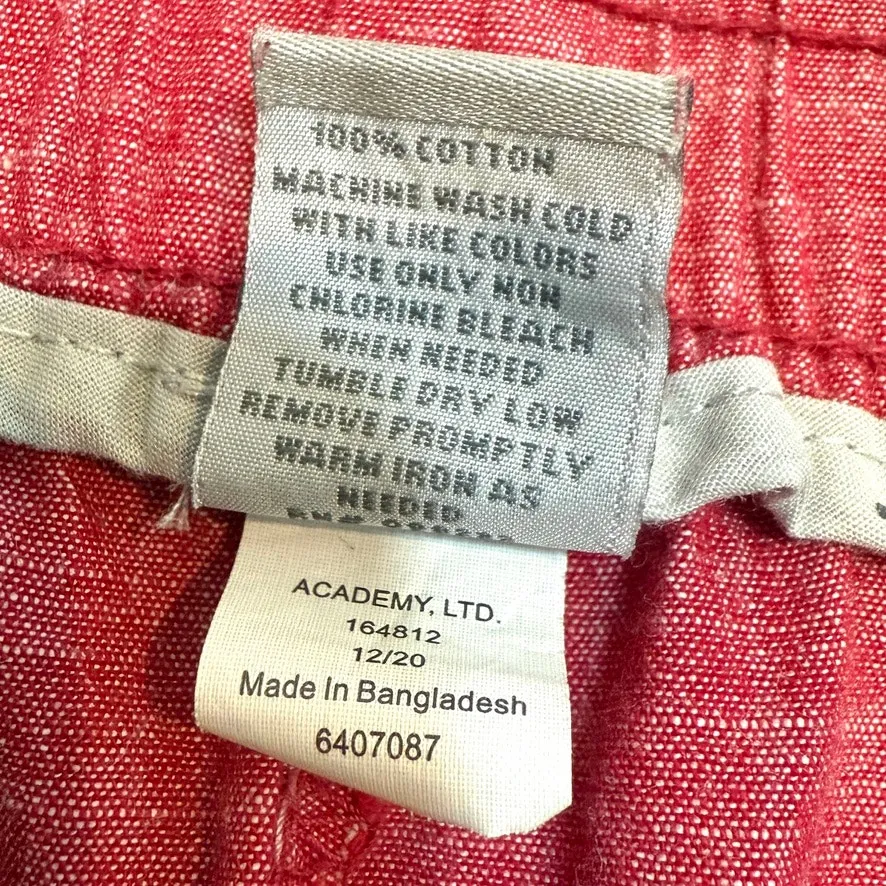 100% COTTON
MACHINE WASH COLD
WITH LIKE COLORS
USE ONLY NON
CHLORINE BLEACH
WHEN NEEDED
TUMBLE DRY LOW
REMOVE PROMPTLY
WARM IRON AS
NEEDED
ACADEMY, LTD.
164812
12/20
Made In Bangladesh
6407087